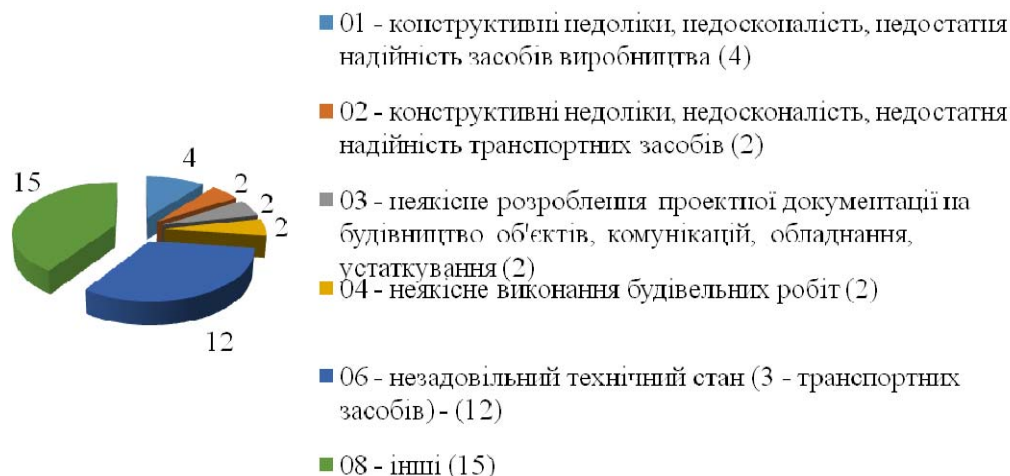 01 - конструктивні недоліки, недосконалість, недостатня
надійність засобів виробництва (4)
02 - конструктивні недоліки, недосконалість, недостатня
надійність транспортних засобів (2)
03 - неякісне розроблення проектної документації на
будівництво об'єктів, комунікацій, обладнання,
устаткування (2)
04 - неякісне виконання будівельних робіт (2)
06 - незадовільний технічний стан (3 - транспортних
засобів) - (12)
08 - інші (15)
4
2
2
2
12
15